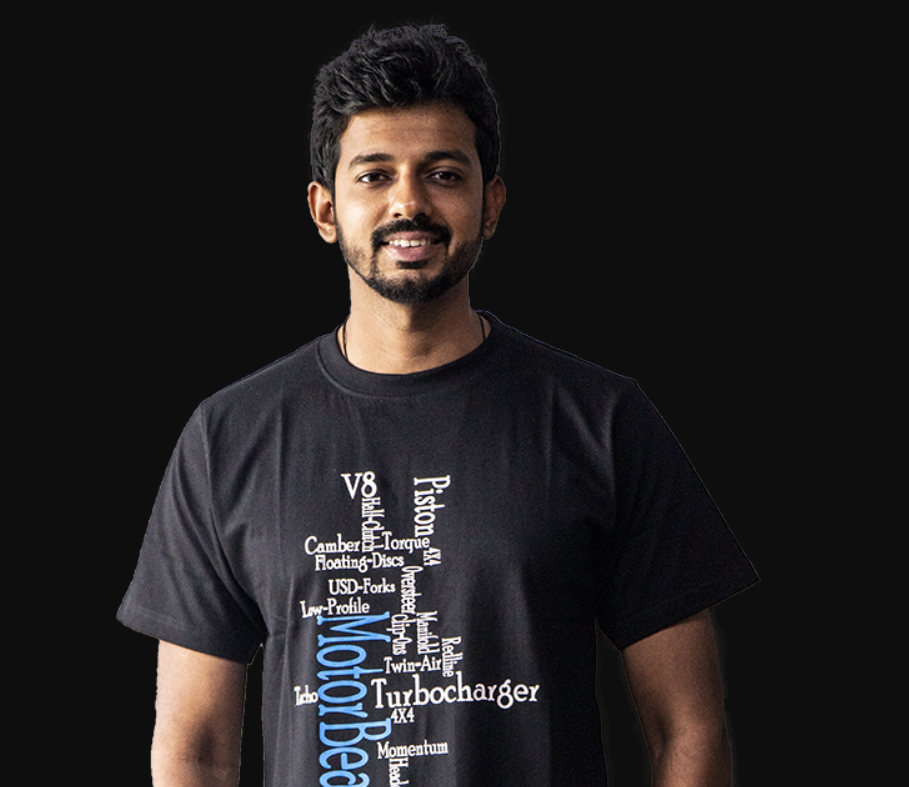 V8
Piston
Half-Clutch
Camber
Torque
4X4
Floating-Discs
Oversteer
USD-Forks
Low-Profile
Clip-Ons
Manifold
Redline
Twin-Air
Tacho
Turbocharger
4X4
Momentum